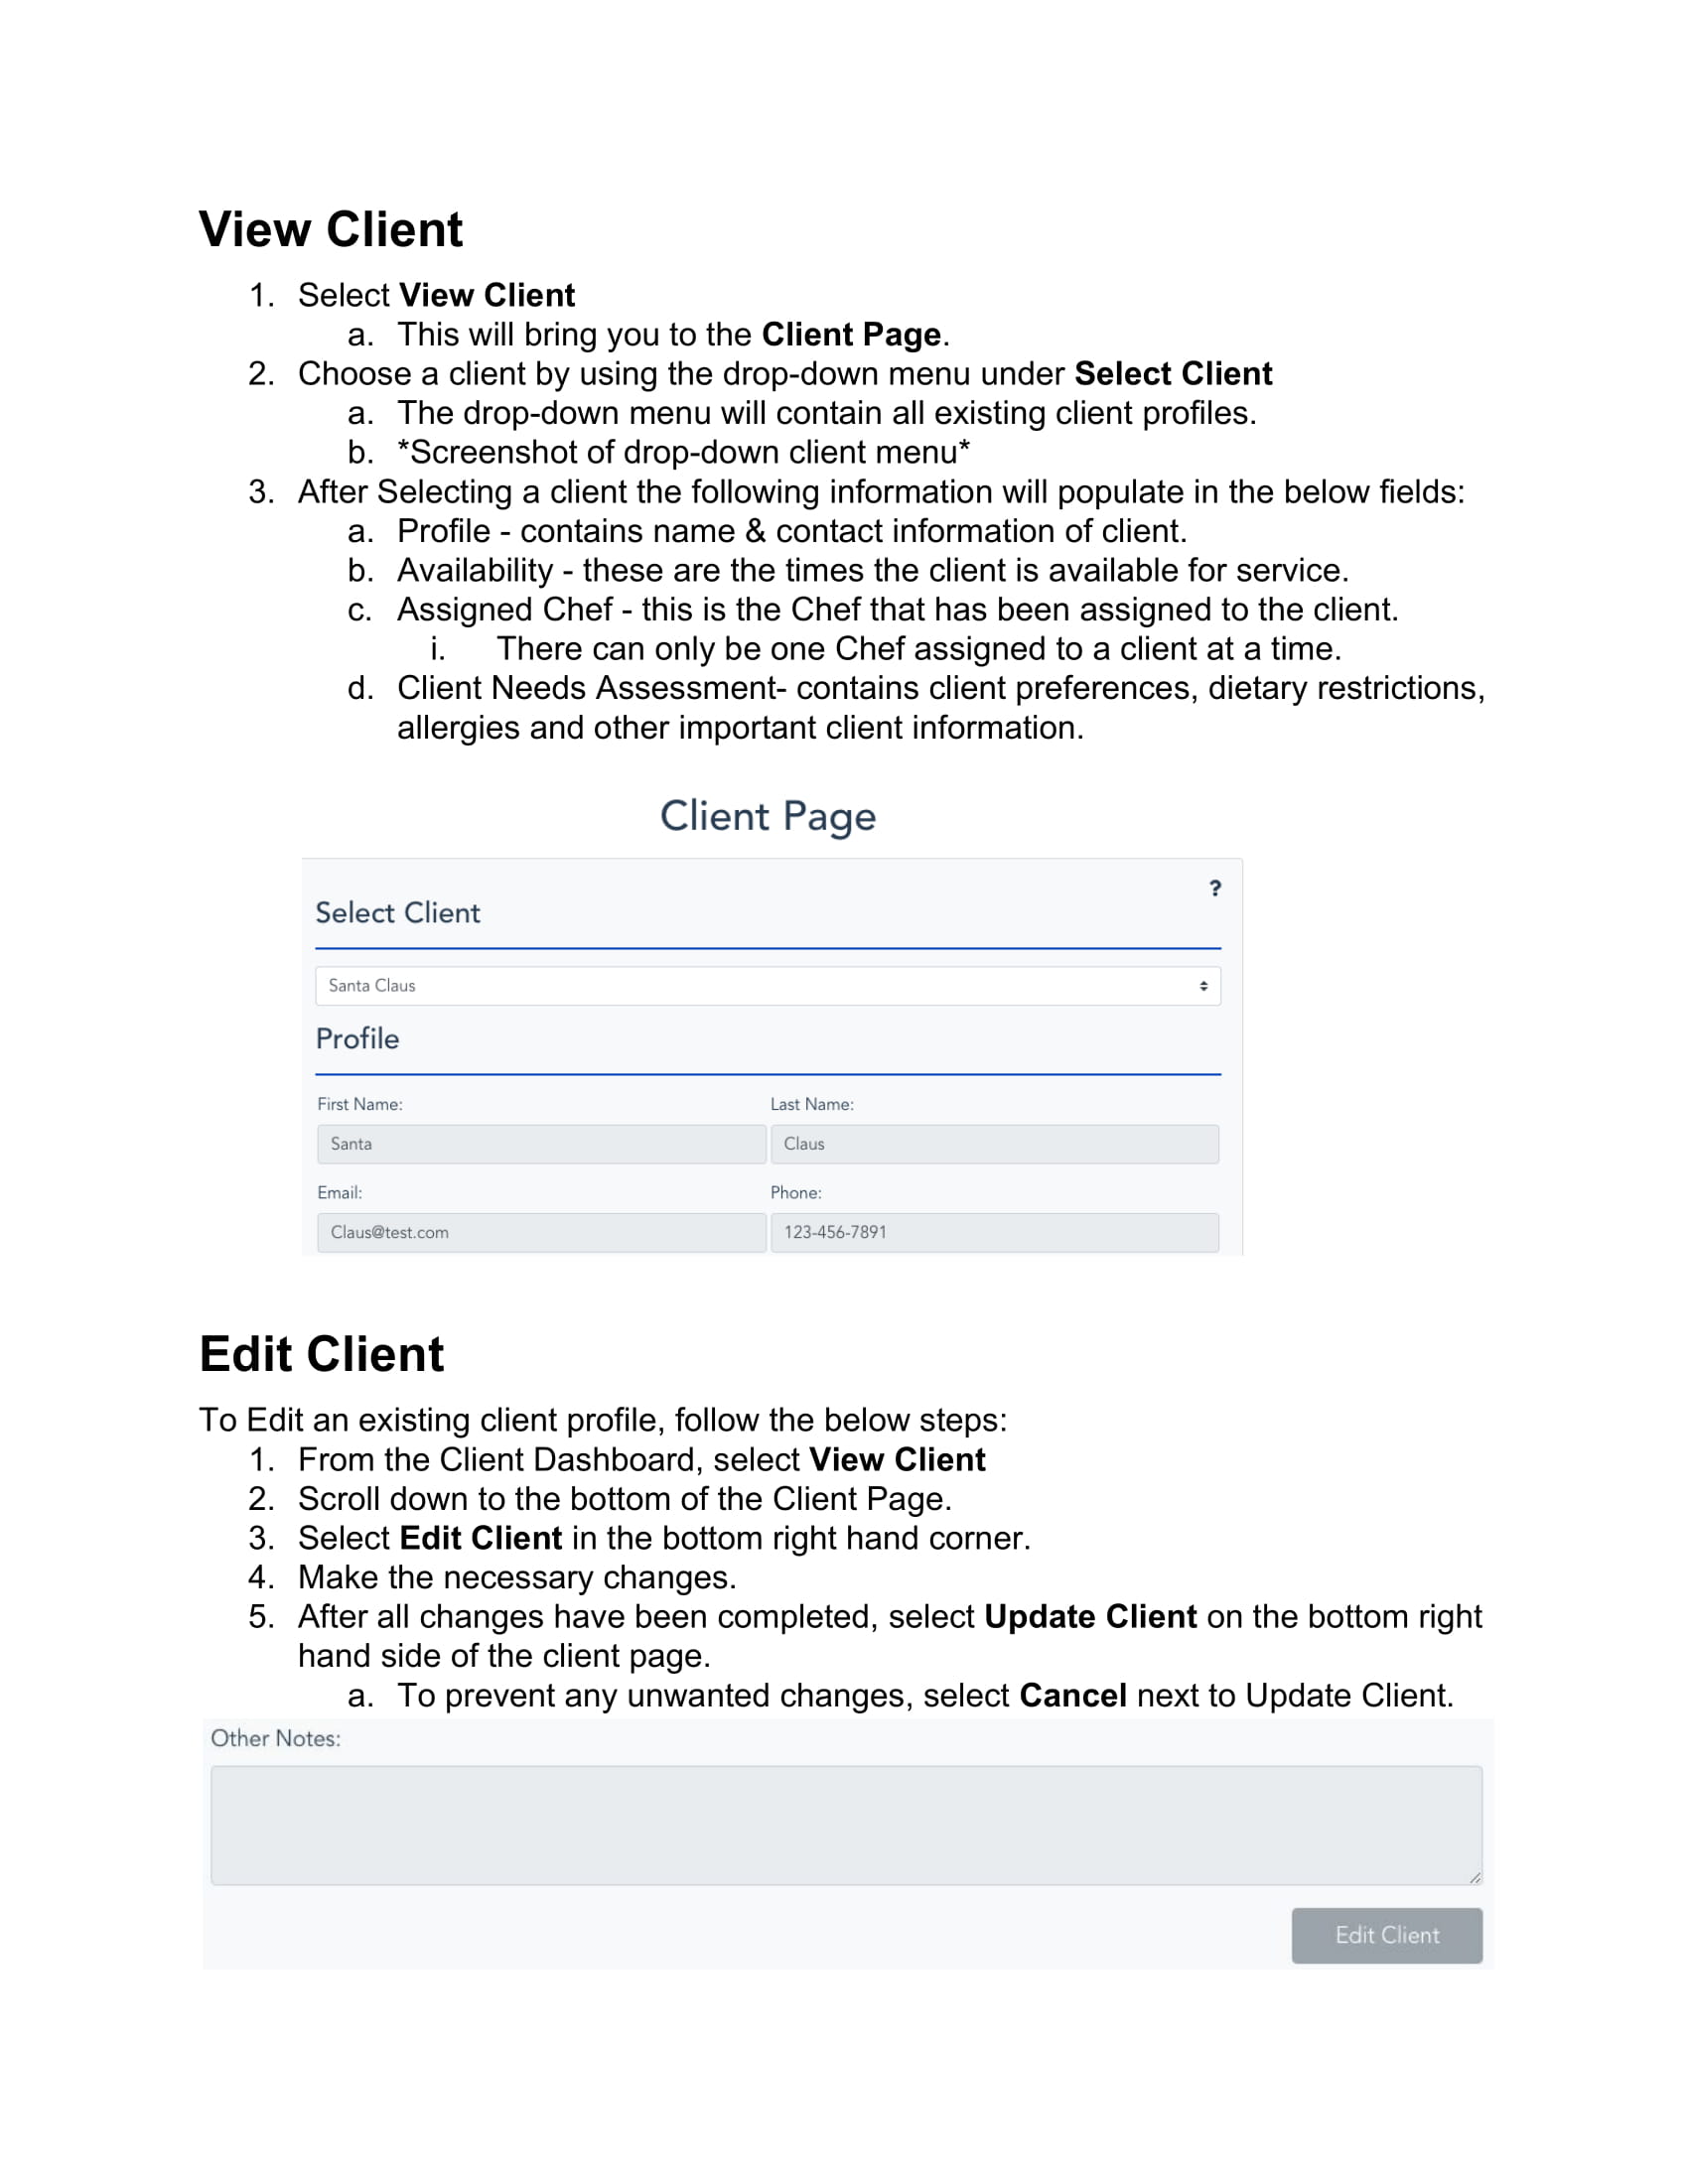 View Client
1. Select View Client
a. This will bring you to the Client Page.
2. Choose a client by using the drop-down menu under Select Client
a. The drop-down menu will contain all existing client profiles.
b. *Screenshot of drop-down client menu*
3. After Selecting a client the following information will populate in the below fields:
a. Profile - contains name & contact information of client.
b. Availability - these are the times the client is available for service.
c. Assigned Chef - this is the Chef that has been assigned to the client.
i. There can only be one Chef assigned to a client at a time.
d. Client Needs Assessment- contains client preferences, dietary restrictions,
allergies and other important client information.
Client Page
?
Select Client
Santa Claus
Profile
First Name: Last Name:
Santa Claus
Email: Phone:
Claus@test.com 123-456-7891
Edit Client
To Edit an existing client profile, follow the below steps:
1. From the Client Dashboard, select View Client
2. Scroll down to the bottom of the Client Page.
3. Select Edit Client in the bottom right hand corner.
4. Make the necessary changes.
5. After all changes have been completed, select Update Client on the bottom right
hand side of the client page.
a. To prevent any unwanted changes, select Cancel next to Update Client.
Other Notes:
Edit Client